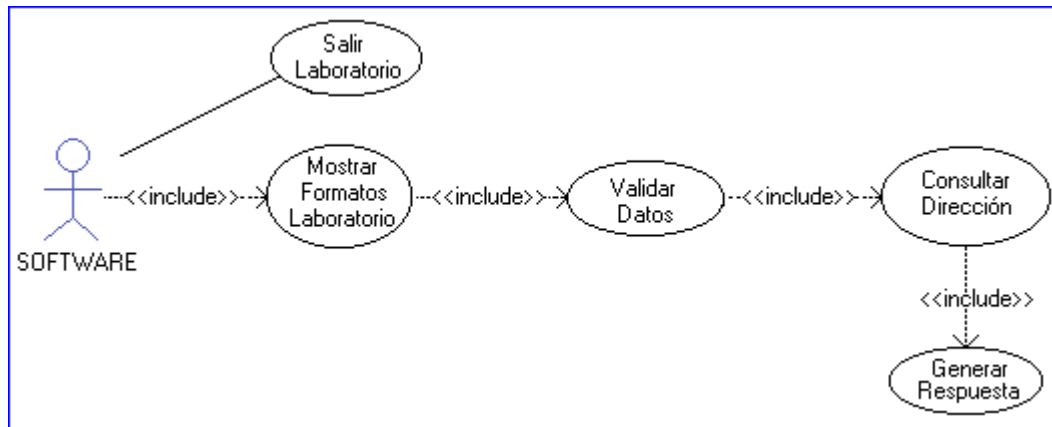 Salir
Laboratorio
Mostrar
Formatos
Laboratorio
<<include>>
<<include>>
Validar
Datos
<<include>>
Consultar
Dirección
SOFTWARE
<<include>>
Generar
Respuesta